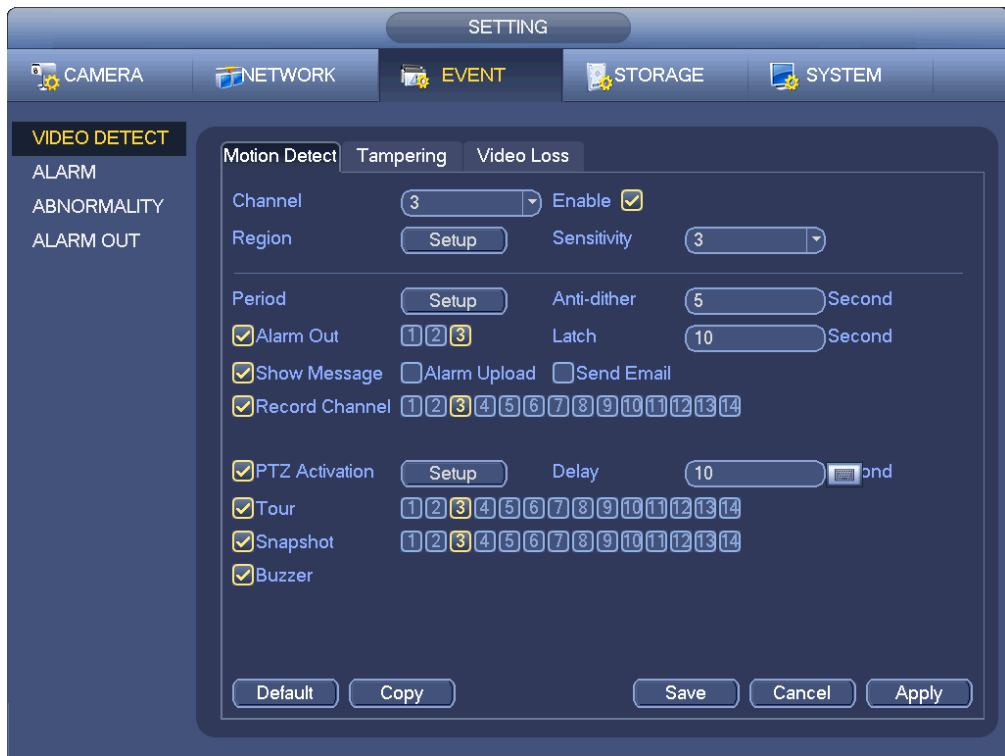 SETTING
CAMERA NETWORK EVENT STORAGE SYSTEM
VIDEO DETECT
ALARM
ABNORMALITY
ALARM OUT
Motion Detect Tampering Video Loss
Channel 3 Enable
Region Setup Sensitivity 3
Period Setup Anti-dither 5 Second
Alarm Out 1 2 3 Latch 10 Second
Show Message Alarm Upload Send Email
Record Channel 1 2 3 4 5 6 7 8 9 10 11 12 13 14
PTZ Activation Setup Delay 10 ond
Tour 1 2 3 4 5 6 7 8 9 10 11 12 13 14
Snapshot 1 2 3 4 5 6 7 8 9 10 11 12 13 14
Buzzer
Default Copy Save Cancel Apply